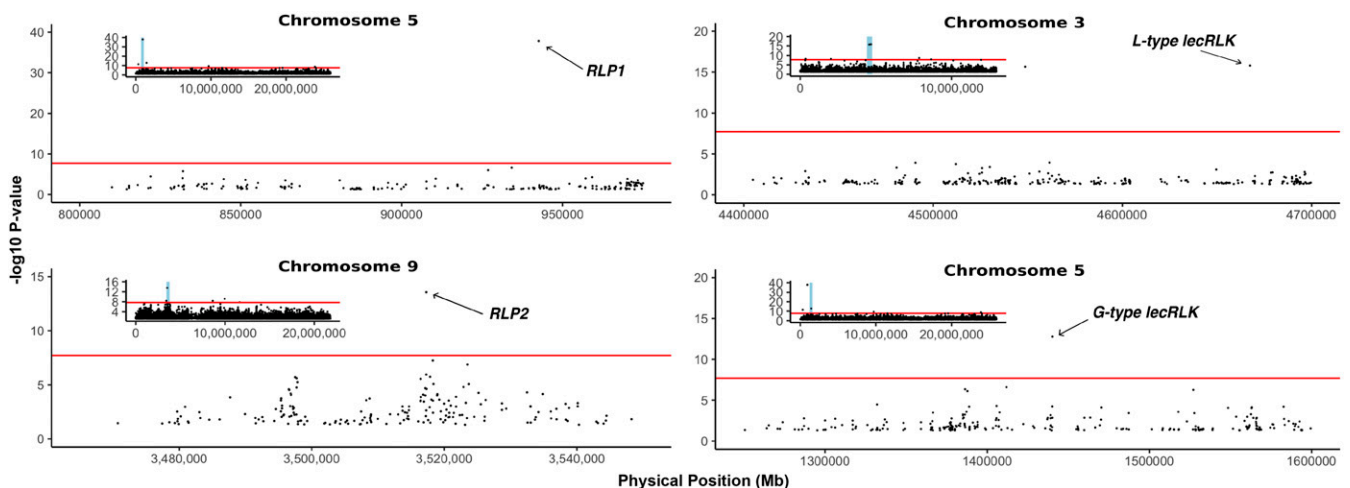 Chromosome 5
40
30
20
10
0
40
30
20
10
0
0 10,000,000 20,000,000
RLP1
800000 850000 900000 950000
Chromosome 3
20
15
10
5
0
20
15
10
5
0
0 10,000,000
L-type lecRLK
4400000 4500000 4600000 4700000
-log10 P-value
Chromosome 9
15
10
5
0
16
12
8
4
0 10,000,000 20,000,000
RLP2
3,480,000 3,500,000 3,520,000 3,540,000
Chromosome 5
20
15
10
5
0
40
30
20
10
0
0 10,000,000 20,000,000
G-type lecRLK
1300000 1400000 1500000 1600000
Physical Position (Mb)